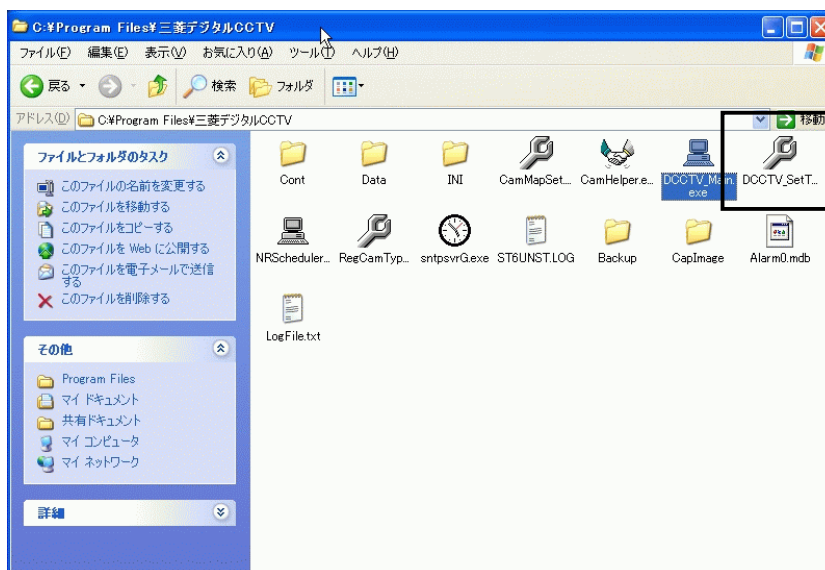 C:¥Program Files¥三菱デジタルCCTV
ファイル(F) 編集(E) 表示(V) お気に入り(A) ツール(T) ヘルプ(H)
戻る 検索 フォルダ
アドレス(D) C:¥Program Files¥三菱デジタルCCTV 移動
ファイルとフォルダのタスク
このファイルの名前を変更する
このファイルを移動する
このファイルをコピーする
このファイルを Web に公開する
このファイルを電子メールで送信
する
このファイルを削除する
その他
Program Files
マイ ドキュメント
共有ドキュメント
マイ コンピュータ
マイ ネットワーク
詳細
Cont Data INI CamMapSet... CamHelper.e... DCCTV_Main.
exe DCCTV_SetT...
NRScheduler... RegCamTyp... sntpsvrG.exe ST6UNST.LOG Backup CapImage Alarm0.mdb
LogFile.txt